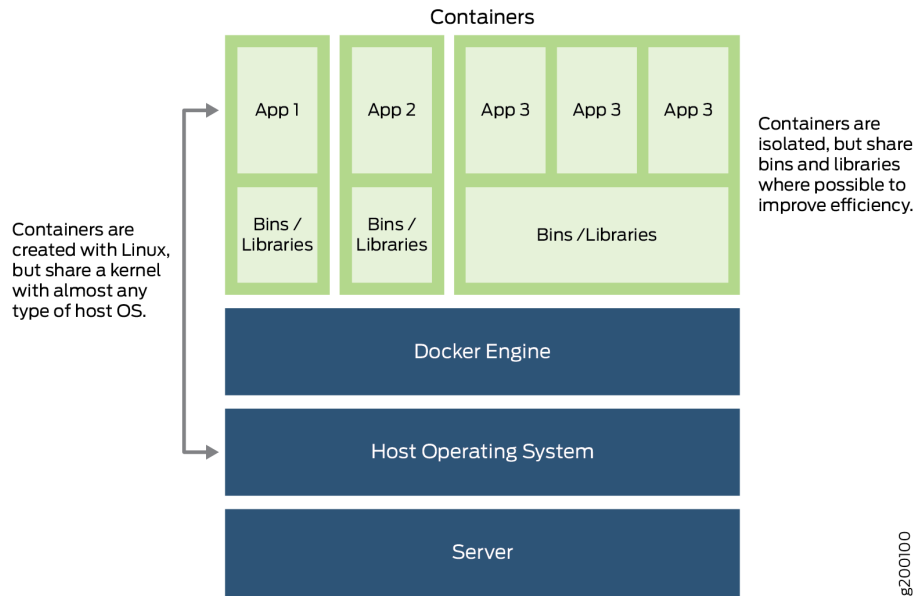 Containers
App 1
App 2
App 3
App 3
App 3
Bins /
Libraries
Bins /
Libraries
Bins /Libraries
Containers are
isolated, but share
bins and libraries
where possible to
improve efficiency.
Containers are
created with Linux,
but share a kernel
with almost any
type of host OS.
Docker Engine
Host Operating System
Server
g200100